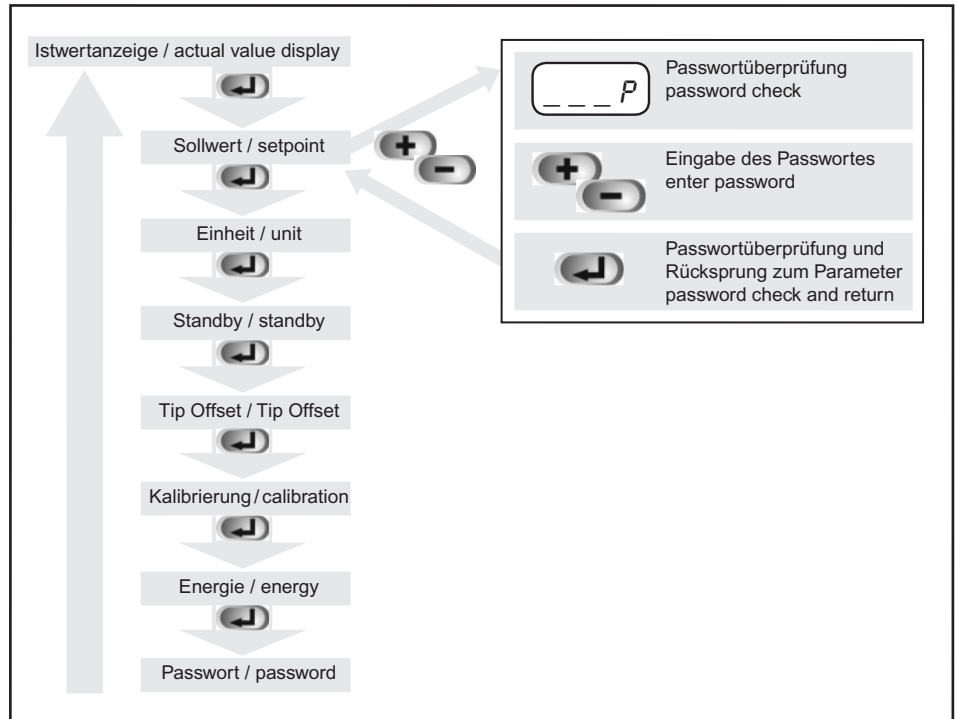 Istwertanzeige / actual value display
Sollwert / setpoint
Einheit / unit
Standby / standby
Tip Offset / Tip Offset
Kalibrierung / calibration
Energie / energy
Passwort / password
_ _ _ P
Passwortüberprüfung
password check
Eingabe des Passwortes
enter password
Passwortüberprüfung und
Rücksprung zum Parameter
password check and return